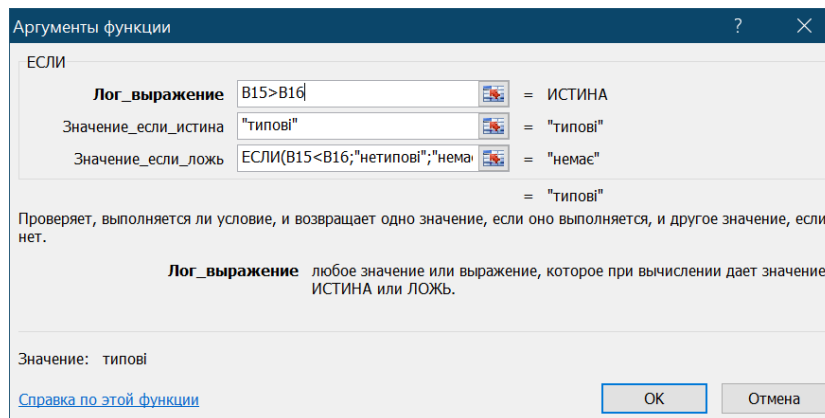 Аргументы функции ? ×
ЕСЛИ
Лог_выражение B15>B16 = ИСТИНА
Значение_если_истина "типові" = "типові"
Значение_если_ложь ЕСЛИ(B15<B16;"нетипові";"нема = "немає"
= "типові"
Проверяет, выполняется ли условие, и возвращает одно значение, если оно выполняется, и другое значение, если
нет.
Лог_выражение любое значение или выражение, которое при вычислении дает значение
ИСТИНА или ЛОЖЬ.
Значение: типові
Справка по этой функции OK Отмена